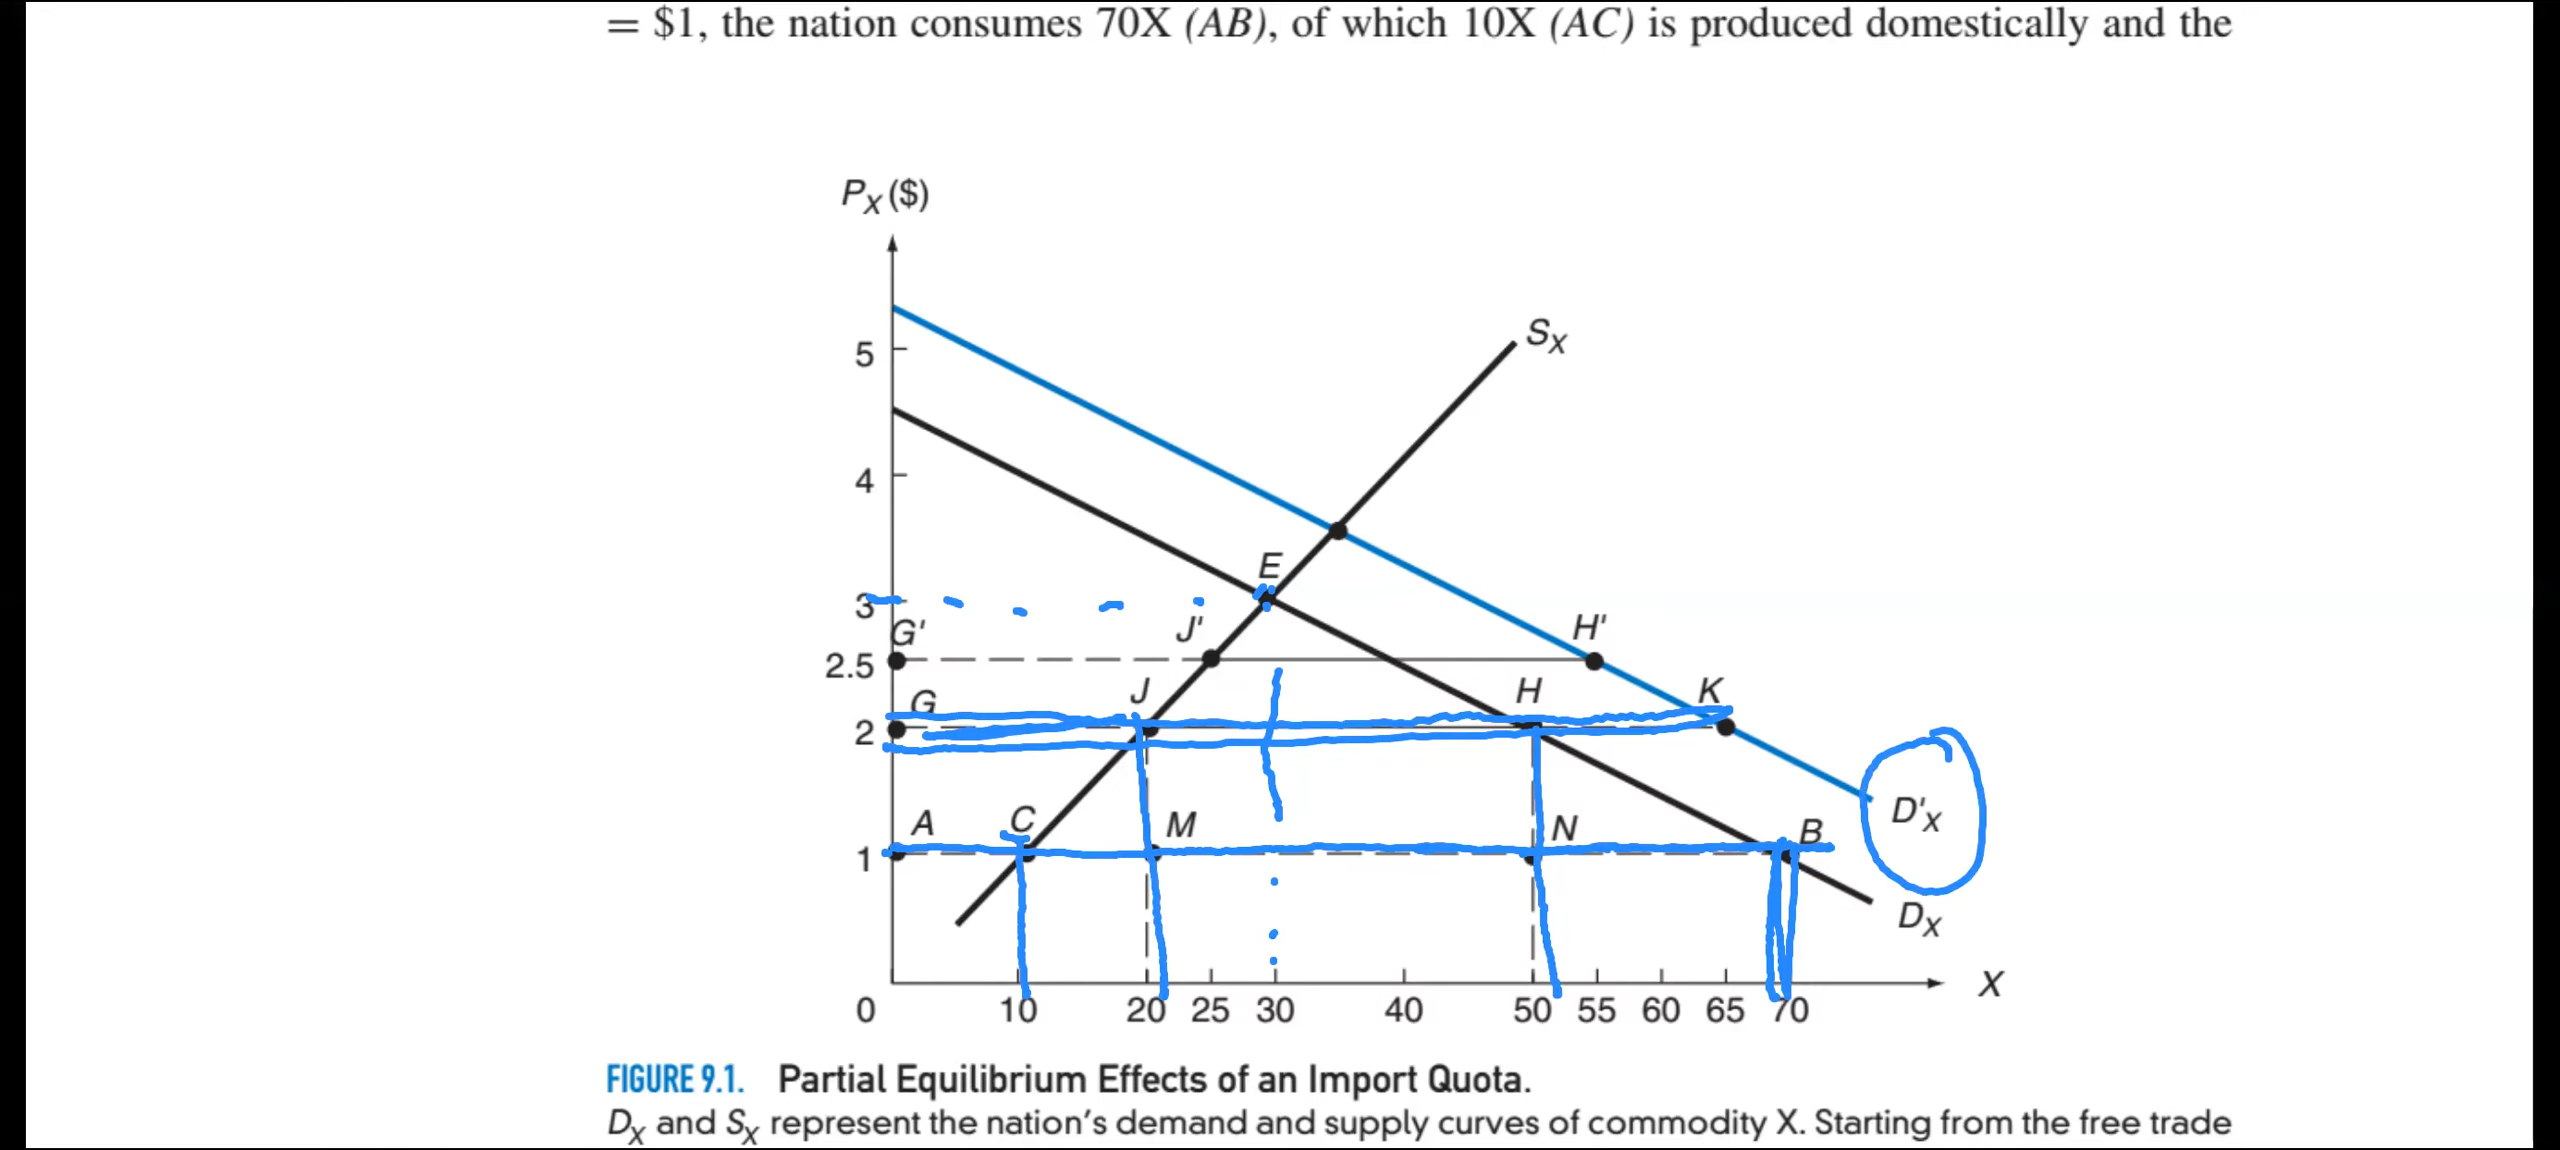 = $1, the nation consumes 70X (AB), of which 10X (AC) is produced domestically and the
PX ($)
5
SX
4
E
3
G'
J'
H'
2.5
G
J
H
K
2
D'X
A
C
M
N
B
1
DX
X
0 10 20 25 30 40 50 55 60 65 70
FIGURE 9.1. Partial Equilibrium Effects of an Import Quota.
DX and SX represent the nation's demand and supply curves of commodity X. Starting from the free trade